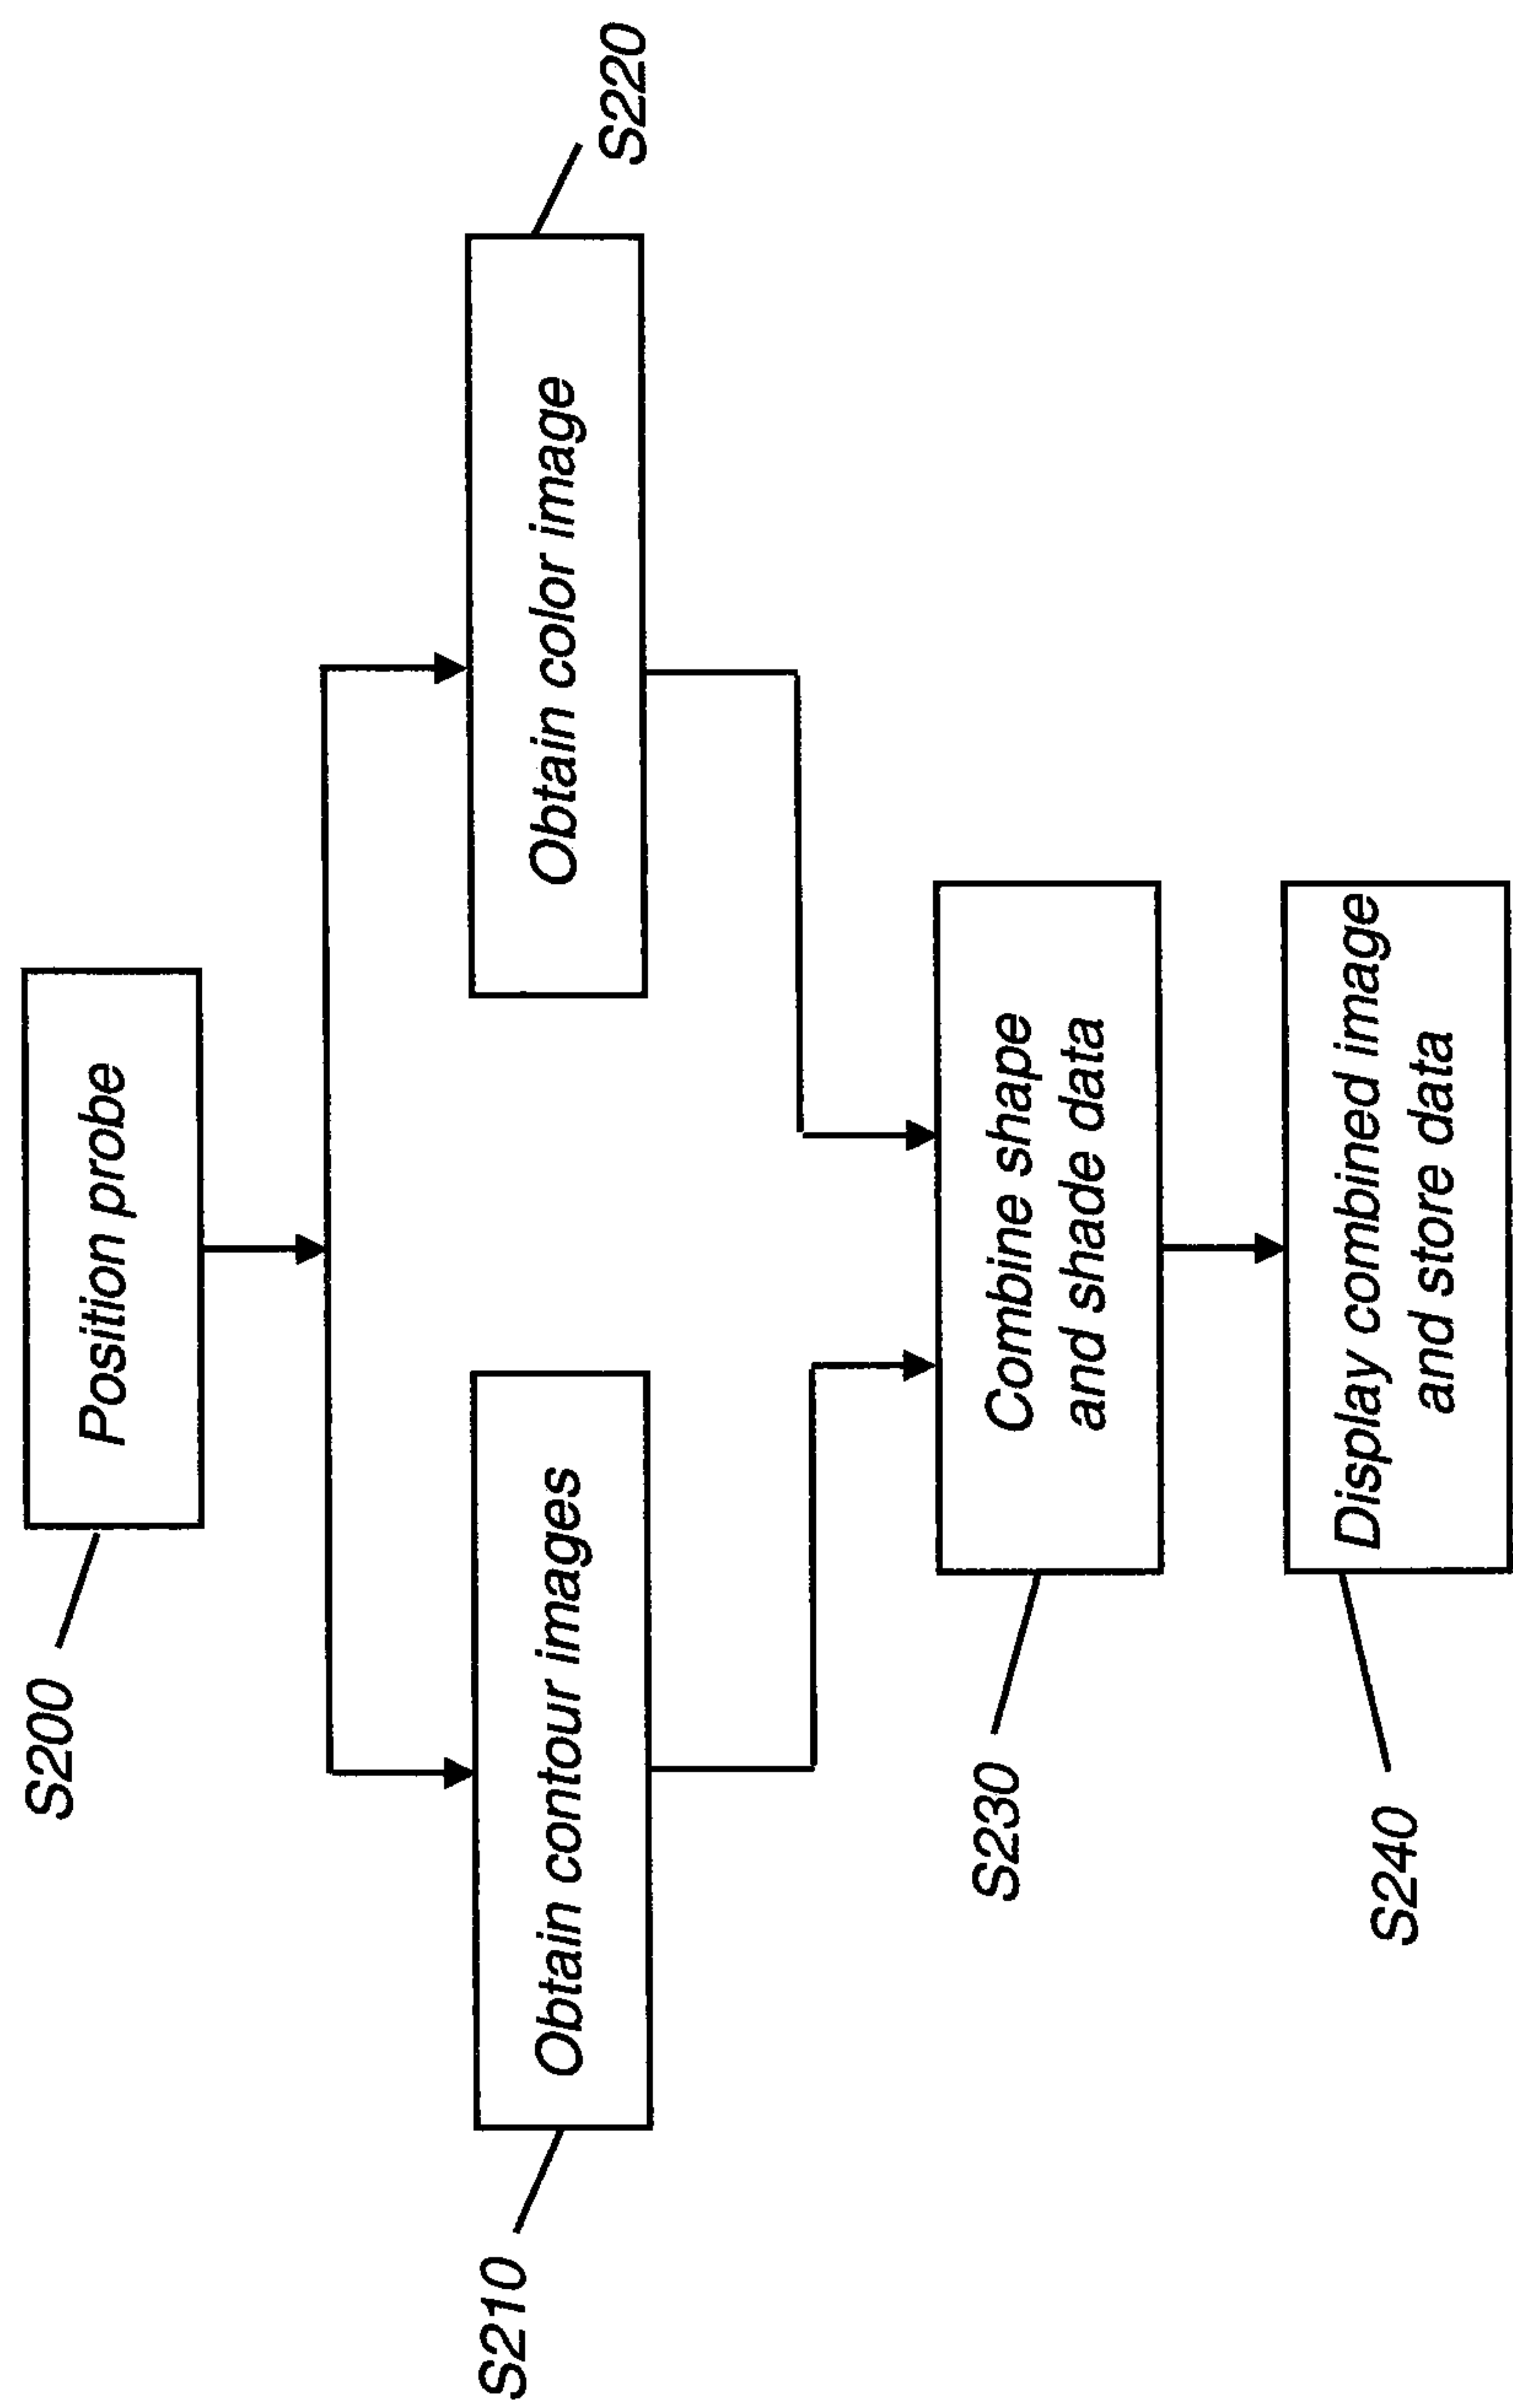 S200
Position probe
S210
Obtain contour images
Obtain color image
S220
S230
Combine shape
and shade data
S240
Display combined image
and store data